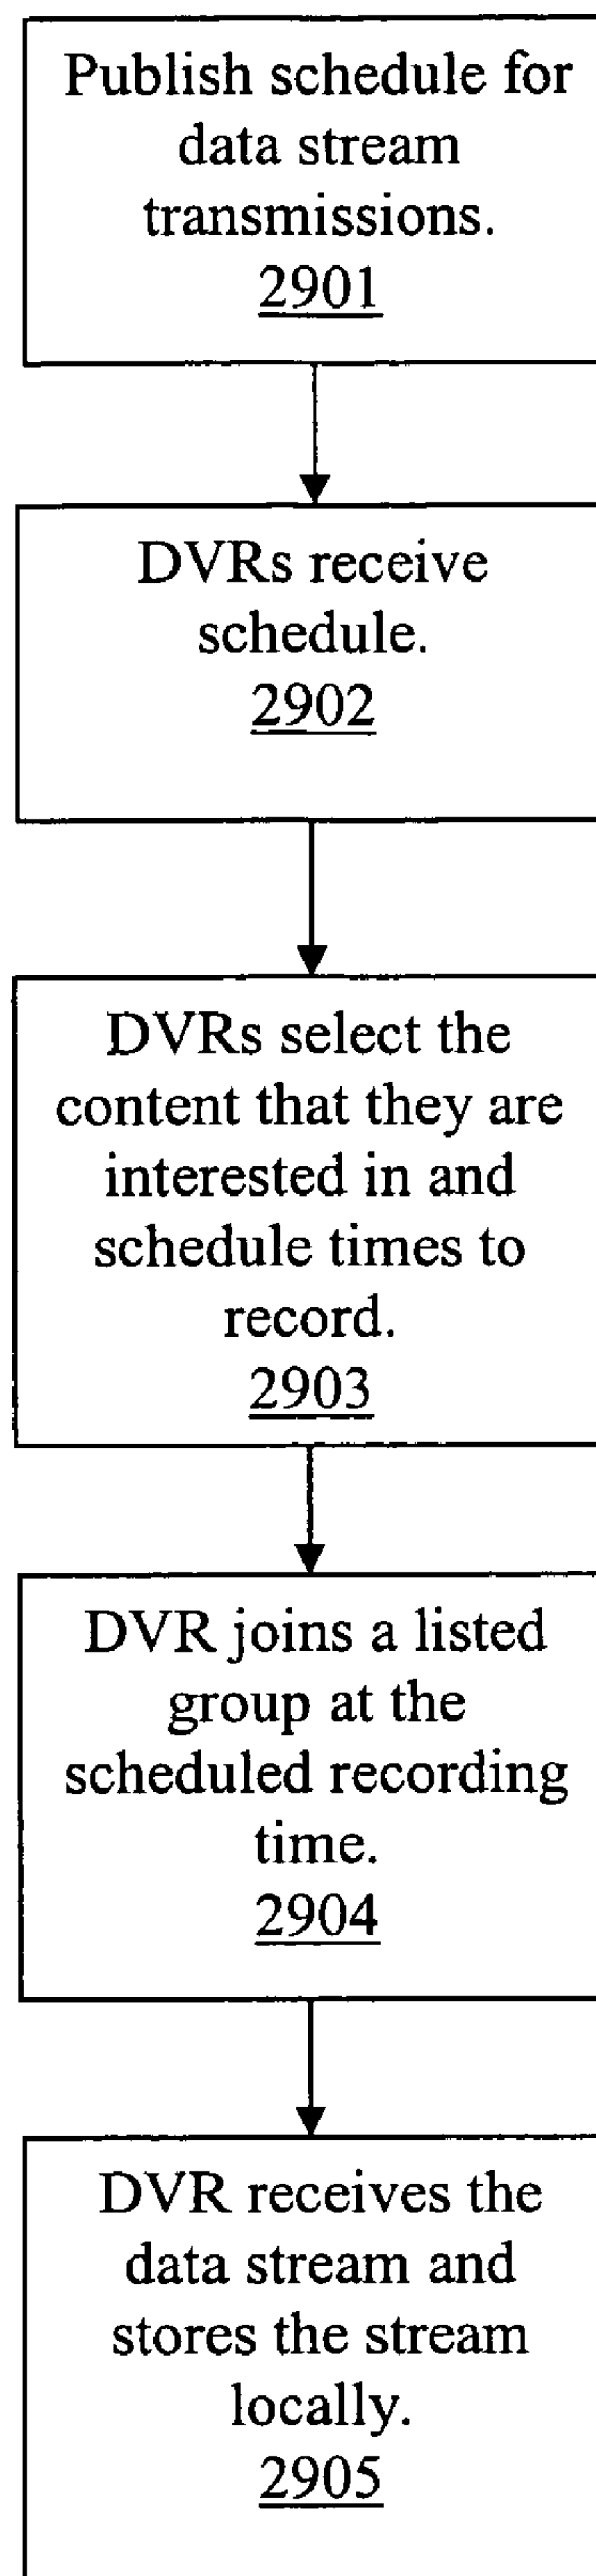 Publish schedule for
data stream
transmissions.
2901
DVRs receive
schedule.
2902
DVRs select the
content that they are
interested in and
schedule times to
record.
2903
DVR joins a listed
group at the
scheduled recording
time.
2904
DVR receives the
data stream and
stores the stream
locally.
2905